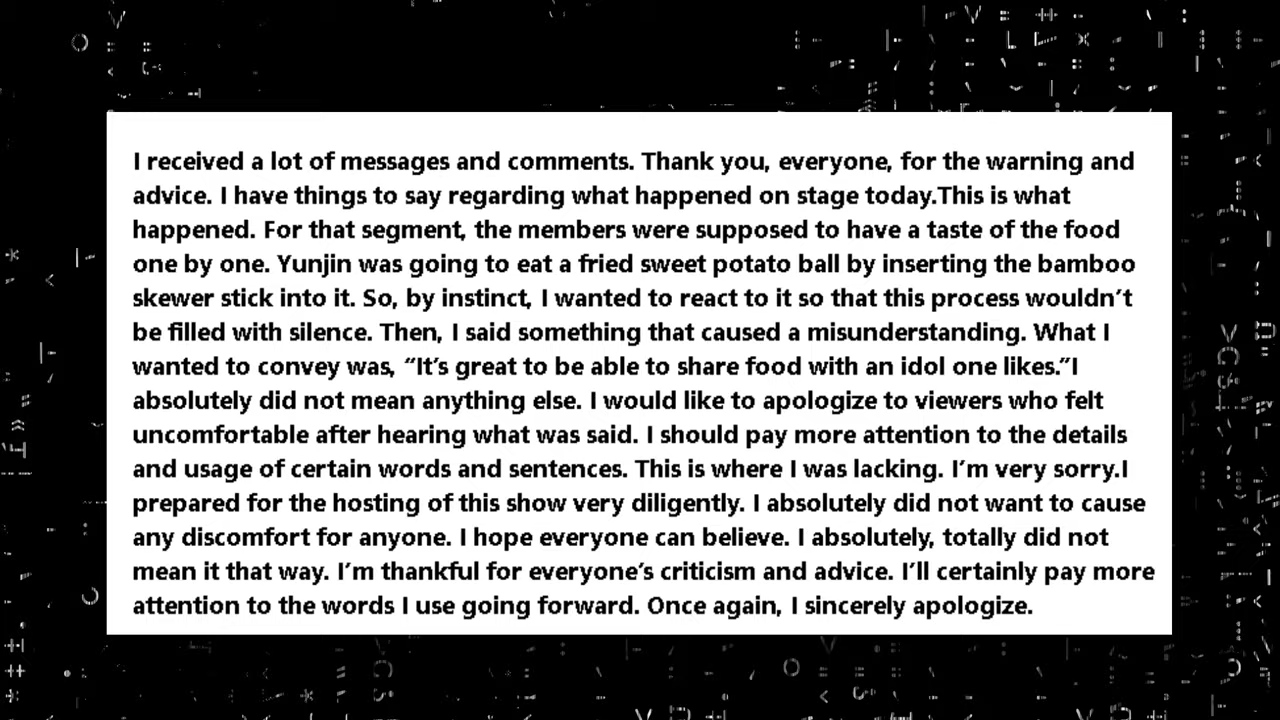 I received a lot of messages and comments. Thank you, everyone, for the warning and
advice. I have things to say regarding what happened on stage today.This is what
happened. For that segment, the members were supposed to have a taste of the food
one by one. Yunjin was going to eat a fried sweet potato ball by inserting the bamboo
skewer stick into it. So, by instinct, I wanted to react to it so that this process wouldn’t
be filled with silence. Then, I said something that caused a misunderstanding. What I
wanted to convey was, “It’s great to be able to share food with an idol one likes.”I
absolutely did not mean anything else. I would like to apologize to viewers who felt
uncomfortable after hearing what was said. I should pay more attention to the details
and usage of certain words and sentences. This is where I was lacking. I’m very sorry.I
prepared for the hosting of this show very diligently. I absolutely did not want to cause
any discomfort for anyone. I hope everyone can believe. I absolutely, totally did not
mean it that way. I’m thankful for everyone’s criticism and advice. I’ll certainly pay more
attention to the words I use going forward. Once again, I sincerely apologize.